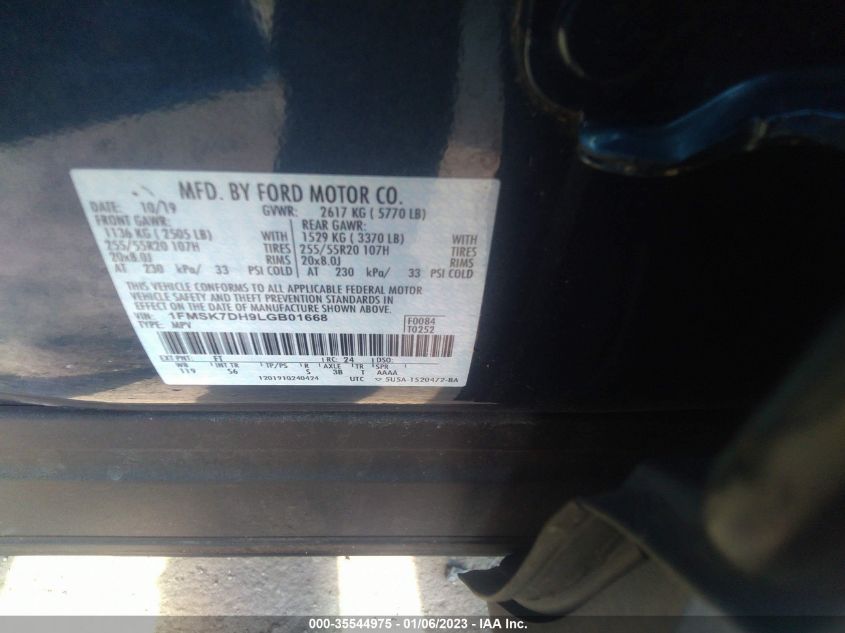 MFD. BY FORD MOTOR CO.
DATE: 10/19 GVWR: 2617 KG ( 5770 LB)
FRONT GAWR: REAR GAWR:
1136 KG ( 2505 LB) WITH 1529 KG ( 3370 LB) WITH
255/55R20 107H TIRES 255/55R20 107H TIRES
20x8.0J RIMS 20x8.0J RIMS
AT 230 kPa/ 33 PSI COLD AT 230 kPa/ 33 PSI COLD
THIS VEHICLE CONFORMS TO ALL APPLICABLE FEDERAL MOTOR
VEHICLE SAFETY AND THEFT PREVENTION STANDARDS IN
EFFECT ON THE DATE OF MANUFACTURE SHOWN ABOVE.
VIN: 1FMSK7DH9LGB01668 F0084
TYPE: MPV T0252
EXT PNT: FT RC: 24 DSO:
WB INT TR TP/PS R AXLE TR SPR
119 56 5 3B T AAAA
1201910240424 UTC 5U5A-1520472-BA
000-35544975 - 01/06/2023 - IAA Inc.